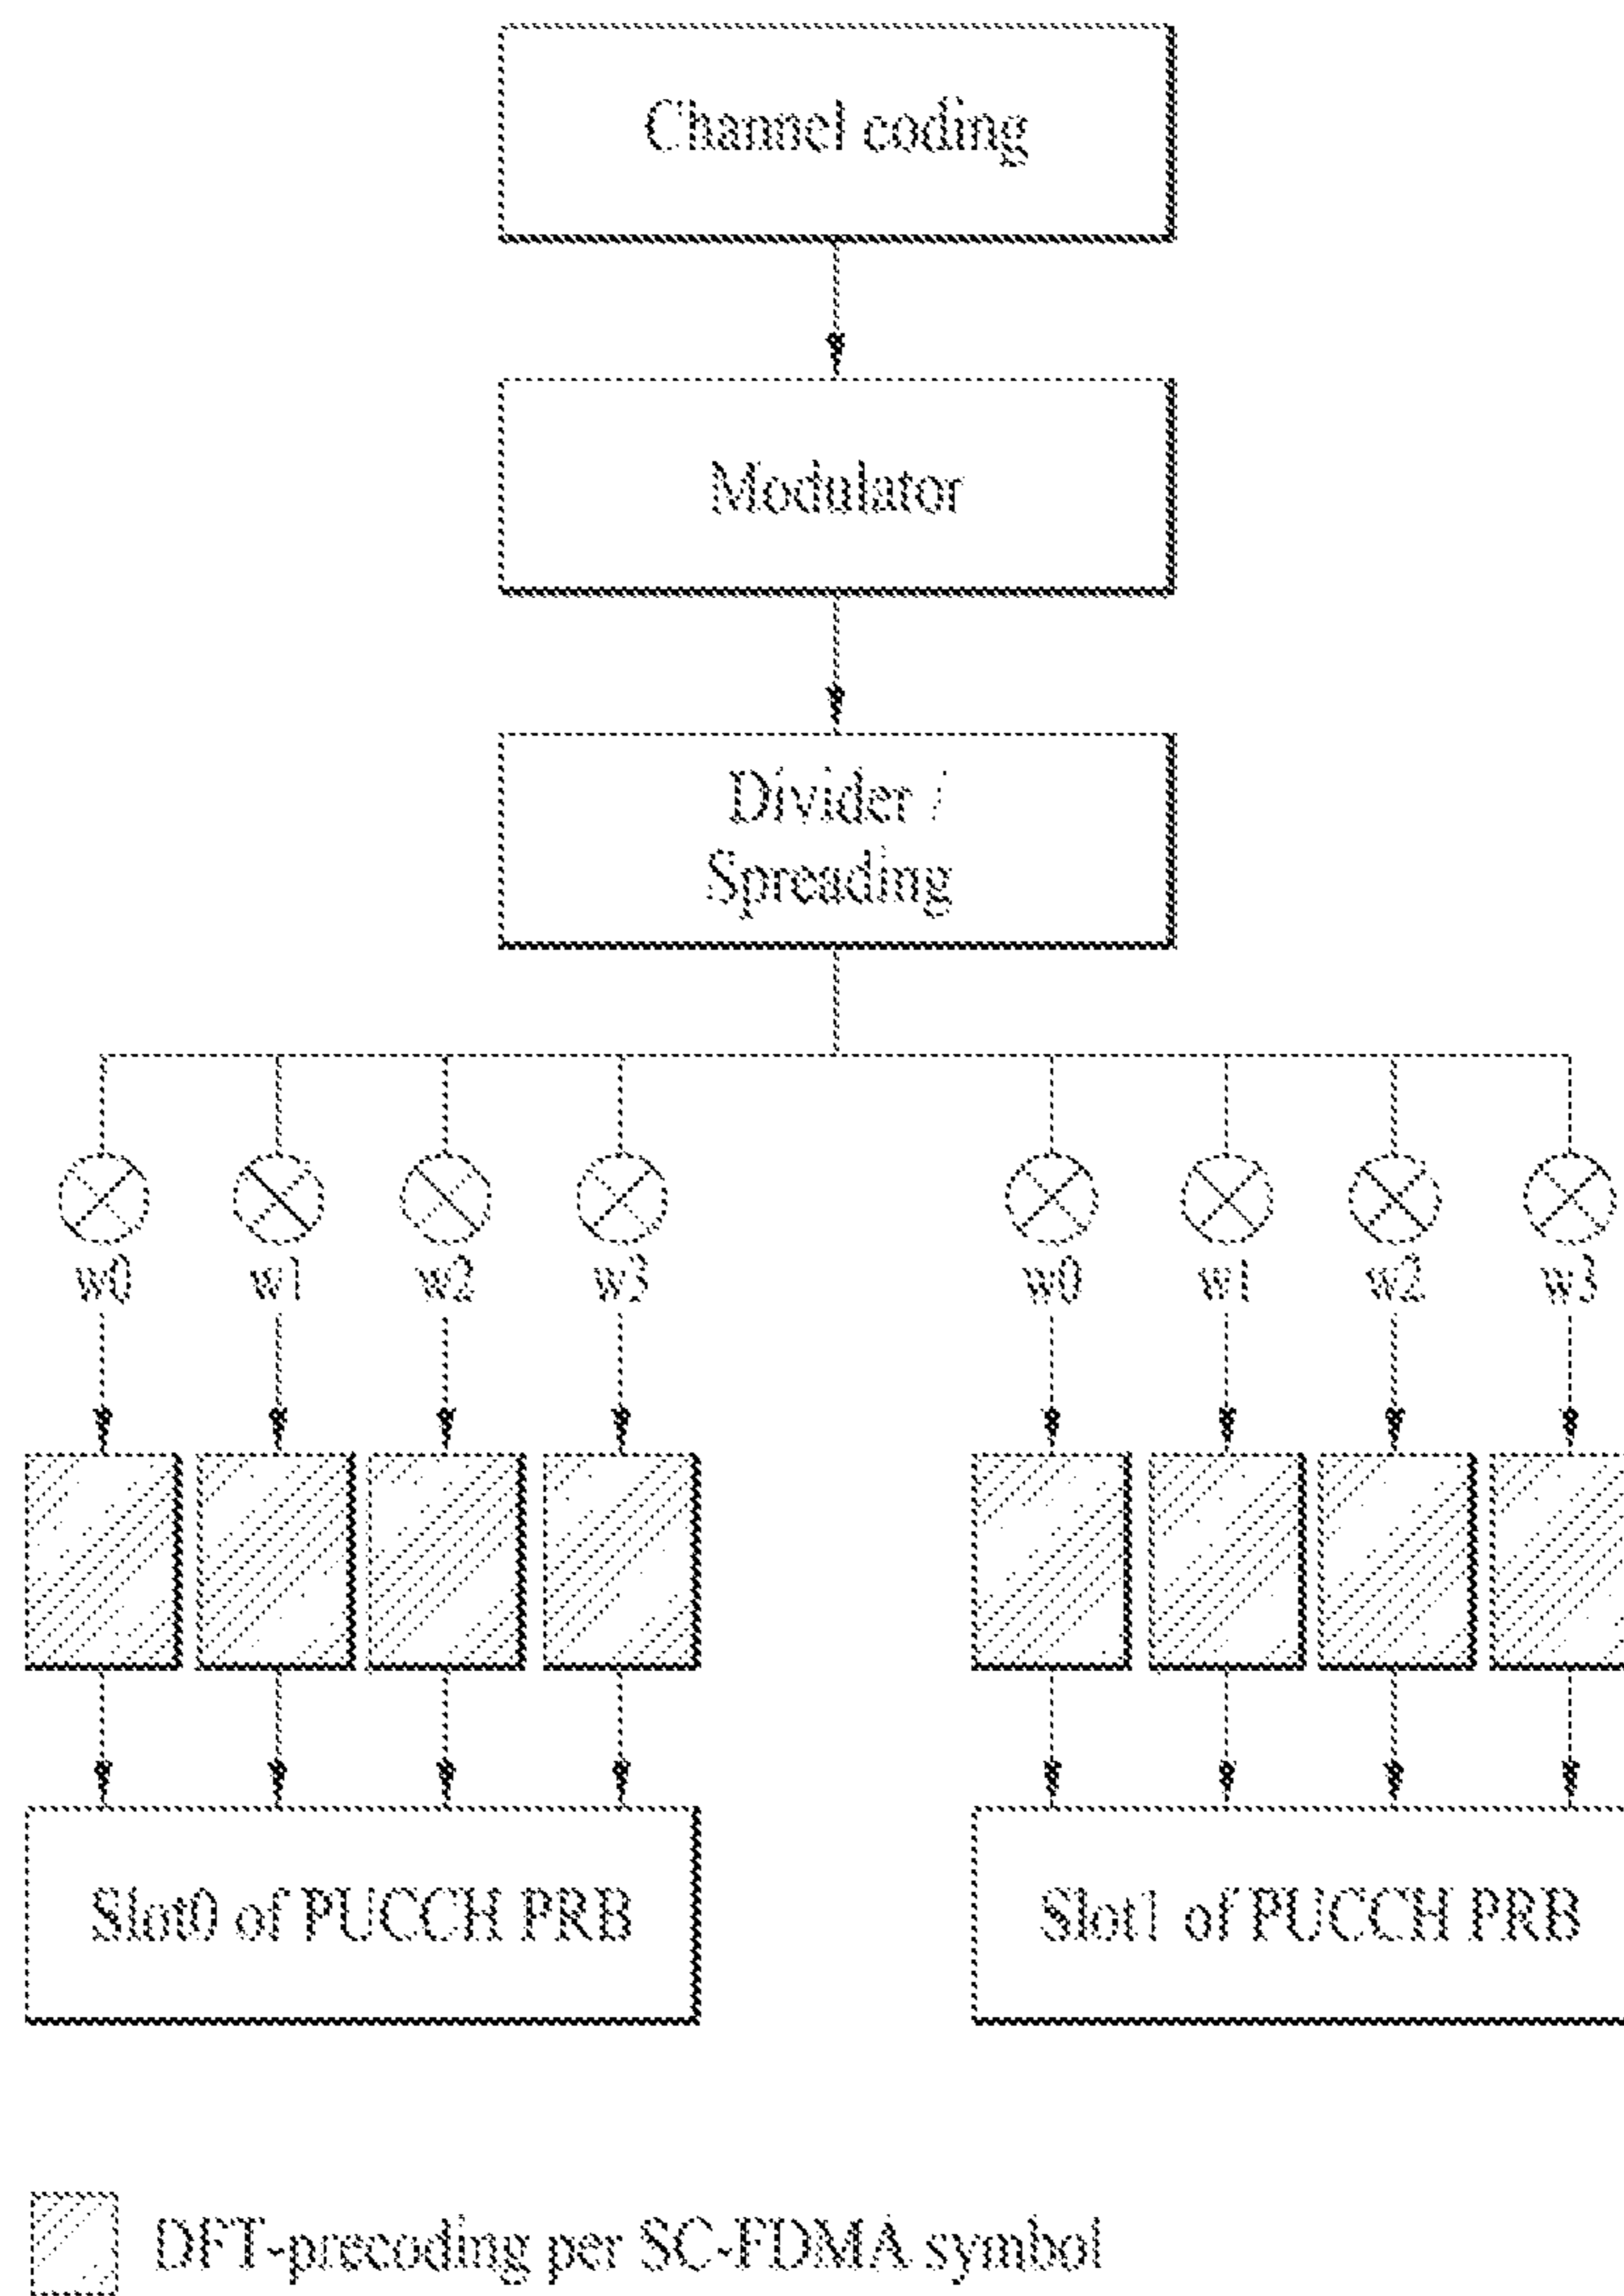 Channel coding
Modulator
Divider /
Spreading
w0 w1 w2 w3 w0 w1 w2 w3
Slot0 of PUCCH PRB Slot1 of PUCCH PRB
DFT-precoding per SC-FDMA symbol